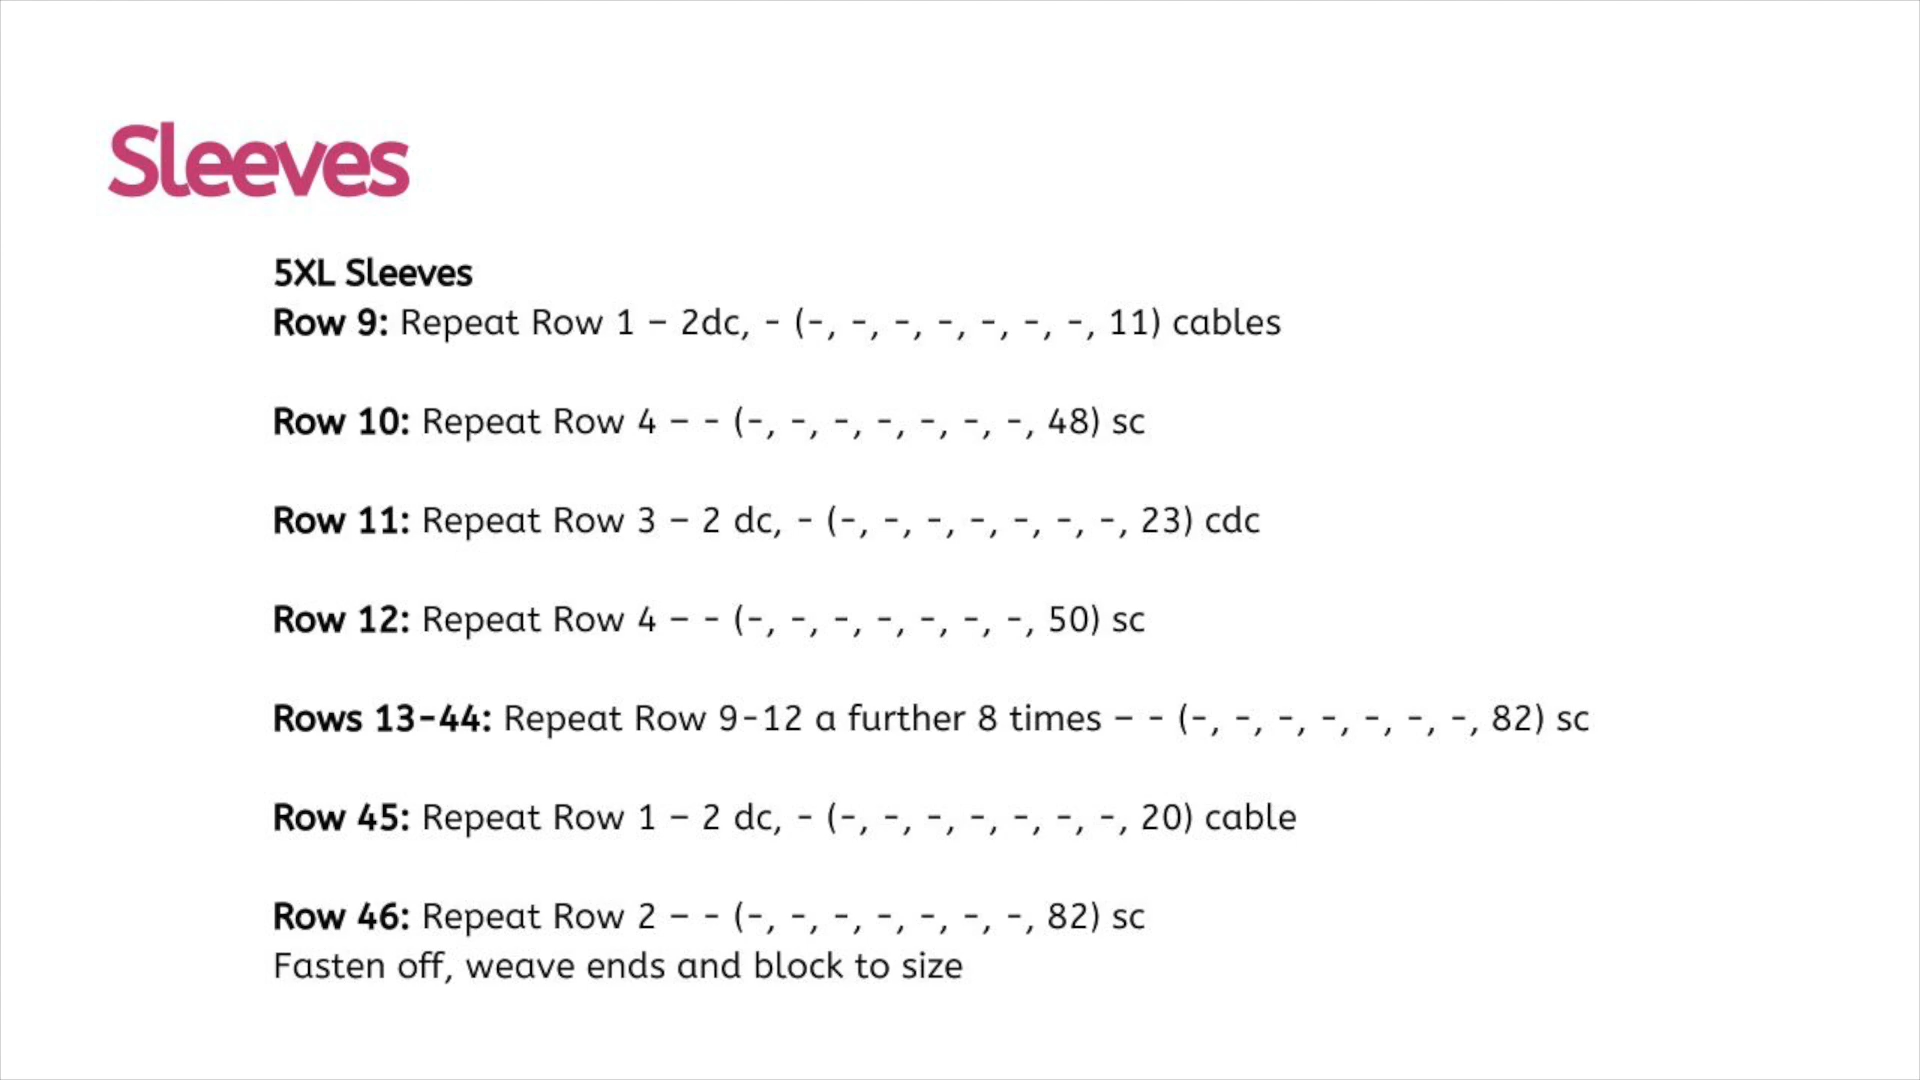 Sleeves
5XL Sleeves
Row 9: Repeat Row 1 – 2dc, - (-, -, -, -, -, -, -, 11) cables
Row 10: Repeat Row 4 – - (-, -, -, -, -, -, -, 48) sc
Row 11: Repeat Row 3 – 2 dc, - (-, -, -, -, -, -, -, 23) cdc
Row 12: Repeat Row 4 – - (-, -, -, -, -, -, -, 50) sc
Rows 13-44: Repeat Row 9-12 a further 8 times – - (-, -, -, -, -, -, -, 82) sc
Row 45: Repeat Row 1 – 2 dc, - (-, -, -, -, -, -, -, 20) cable
Row 46: Repeat Row 2 – - (-, -, -, -, -, -, -, 82) sc
Fasten off, weave ends and block to size